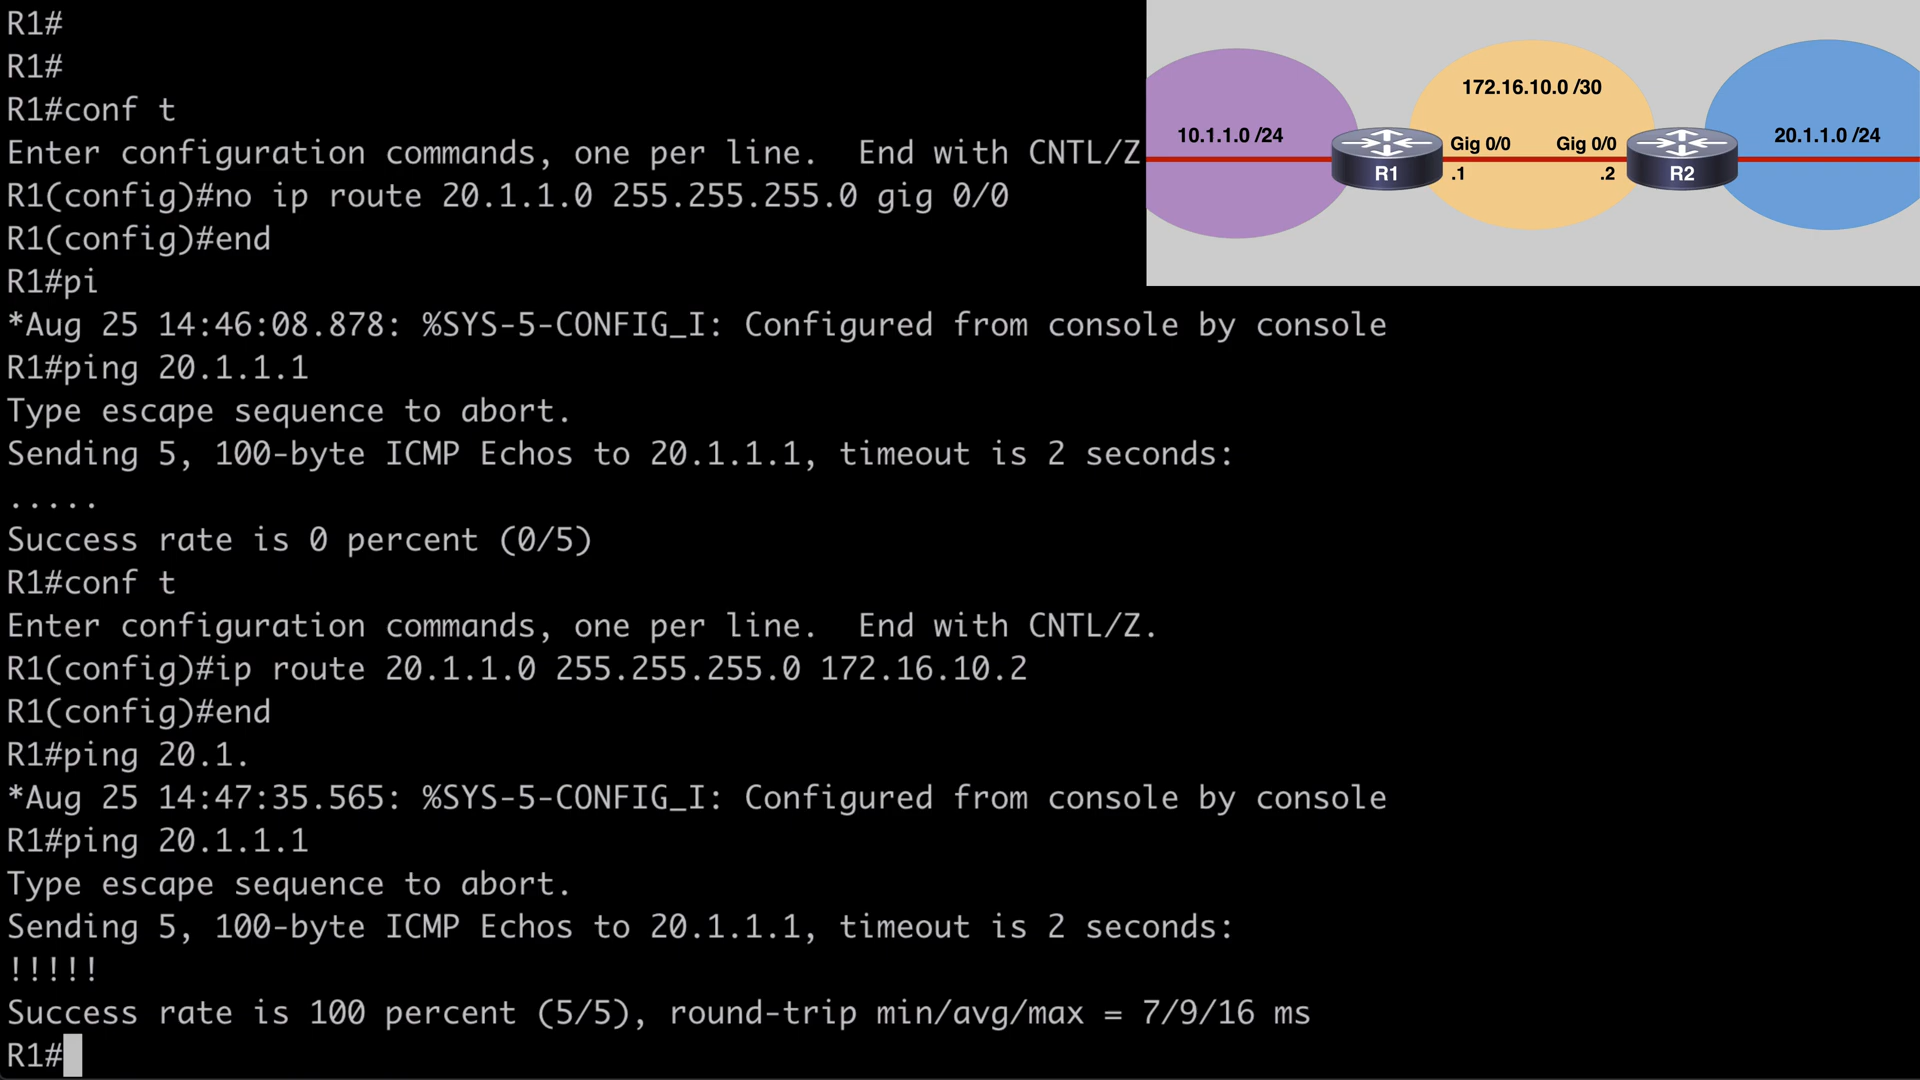 R1#
R1#
R1#conf t
Enter configuration commands, one per line.  End with CNTL/Z
R1(config)#no ip route 20.1.1.0 255.255.255.0 gig 0/0
R1(config)#end
R1#pi
*Aug 25 14:46:08.878: %SYS-5-CONFIG_I: Configured from console by console
R1#ping 20.1.1.1
Type escape sequence to abort.
Sending 5, 100-byte ICMP Echos to 20.1.1.1, timeout is 2 seconds:
.....
Success rate is 0 percent (0/5)
R1#conf t
Enter configuration commands, one per line.  End with CNTL/Z.
R1(config)#ip route 20.1.1.0 255.255.255.0 172.16.10.2
R1(config)#end
R1#ping 20.1.
*Aug 25 14:47:35.565: %SYS-5-CONFIG_I: Configured from console by console
R1#ping 20.1.1.1
Type escape sequence to abort.
Sending 5, 100-byte ICMP Echos to 20.1.1.1, timeout is 2 seconds:
!!!!!
Success rate is 100 percent (5/5), round-trip min/avg/max = 7/9/16 ms
R1#
172.16.10.0 /30
10.1.1.0 /24
20.1.1.0 /24
Gig 0/0
Gig 0/0
R1
.1
.2
R2